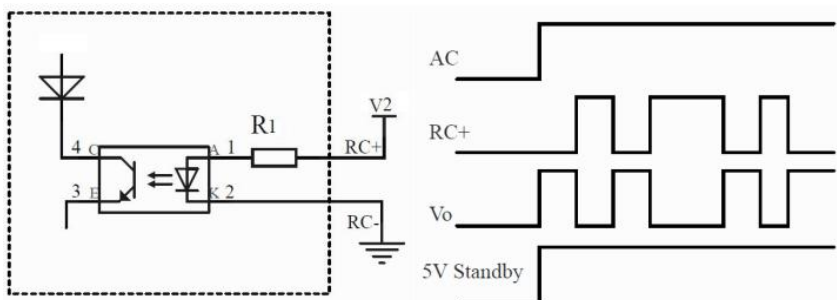 4 C
3 E
A 1
K 2
R1
V2
RC+
RC-
AC
RC+
Vo
5V Standby